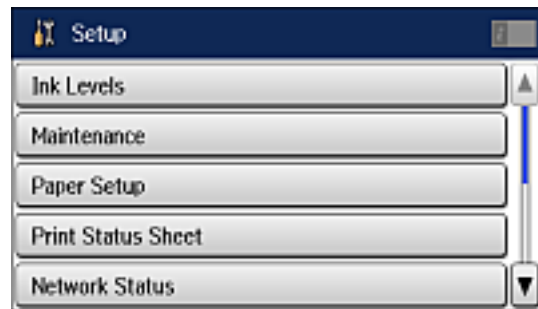 Setup
Ink Levels
Maintenance
Paper Setup
Print Status Sheet
Network Status